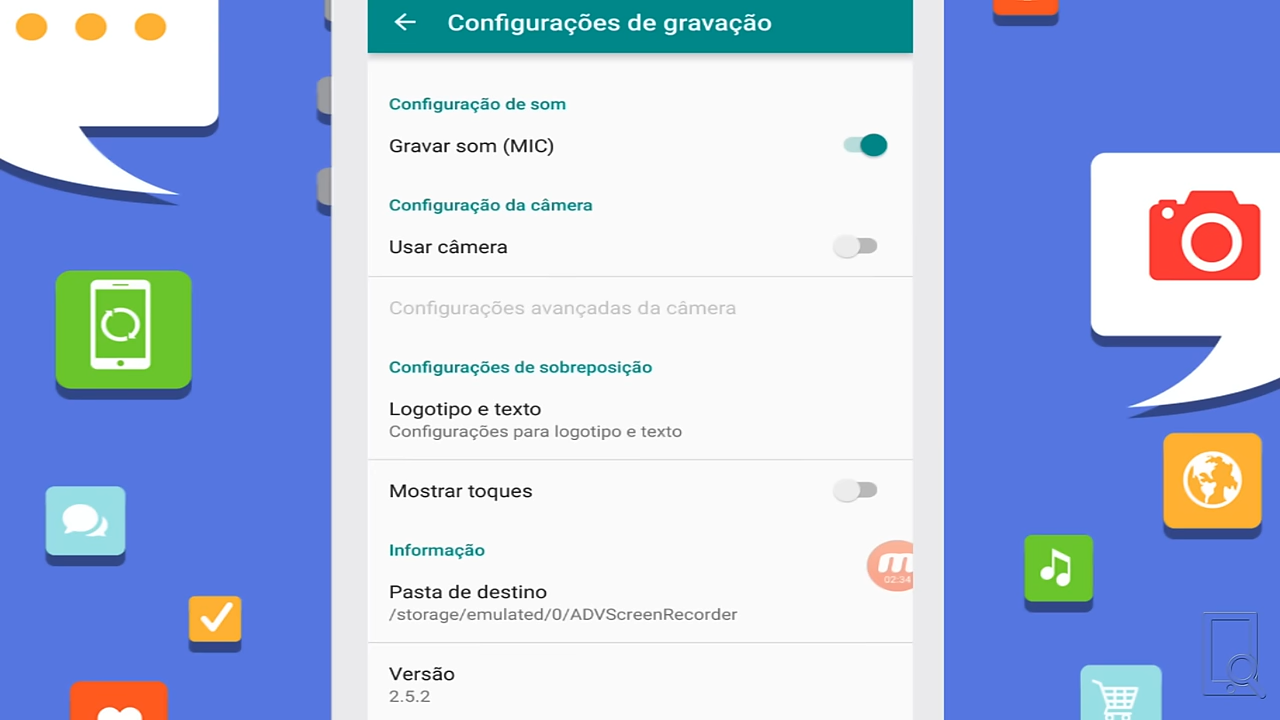 Configurações de gravação
Configuração de som
Gravar som (MIC)
Configuração da câmera
Usar câmera
Configurações avançadas da câmera
Configurações de sobreposição
Logotipo e texto
Configurações para logotipo e texto
Mostrar toques
Informação
m
02:34
Pasta de destino
/storage/emulated/0/ADVScreenRecorder
Versão
2.5.2